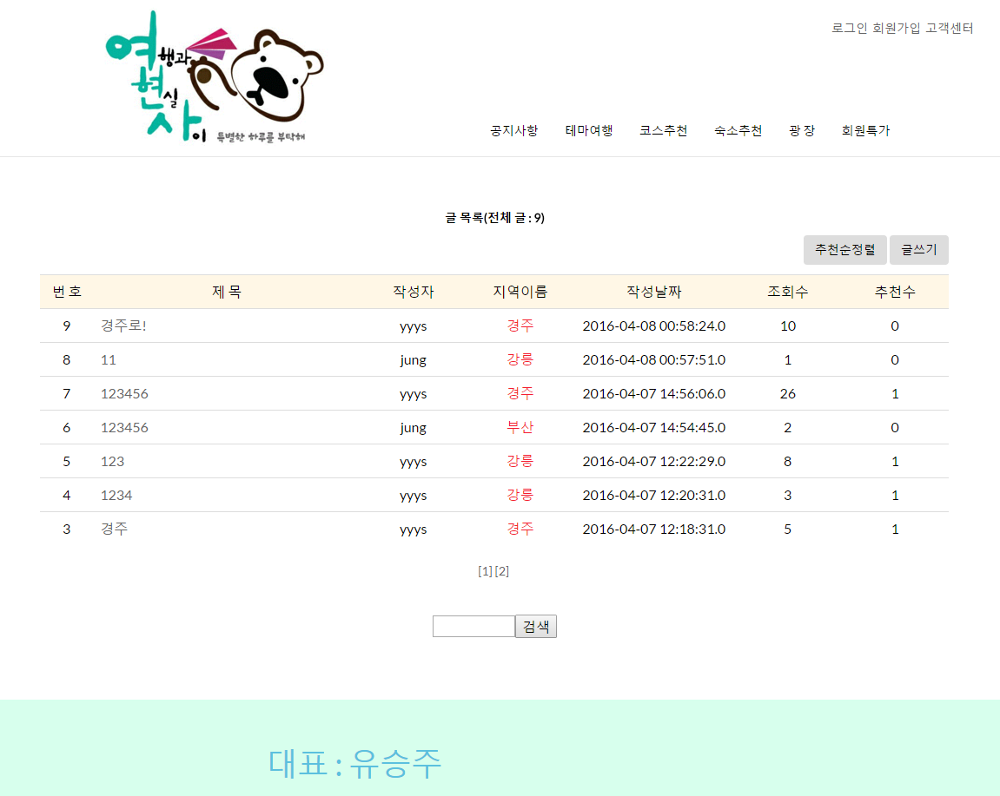 로그인 회원가입 고객센터
여행과
현실
사이 특별한 하루를 부탁해
공지사항 테마여행 코스추천 숙소추천 광 장 회원특가
글 목록(전체 글 : 9)
추천순정렬 글쓰기
번 호 제 목 작성자 지역이름 작성날짜 조회수 추천수
9 경주로! yyys 경주 2016-04-08 00:58:24.0 10 0
8 11 jung 강릉 2016-04-08 00:57:51.0 1 0
7 123456 yyys 경주 2016-04-07 14:56:06.0 26 1
6 123456 jung 부산 2016-04-07 14:54:45.0 2 0
5 123 yyys 강릉 2016-04-07 12:22:29.0 8 1
4 1234 yyys 강릉 2016-04-07 12:20:31.0 3 1
3 경주 yyys 경주 2016-04-07 12:18:31.0 5 1
[1] [2]
검색
대표 : 유승주